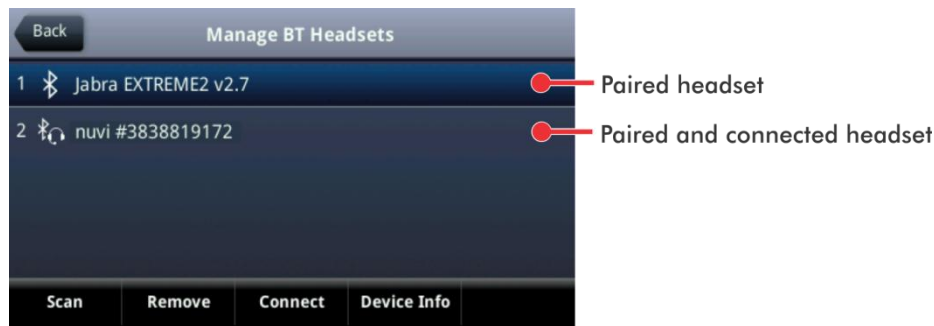 Back
Manage BT Headsets
1 Jabra EXTREME2 v2.7
Paired headset
2 nuvi #3838819172
Paired and connected headset
Scan Remove Connect Device Info